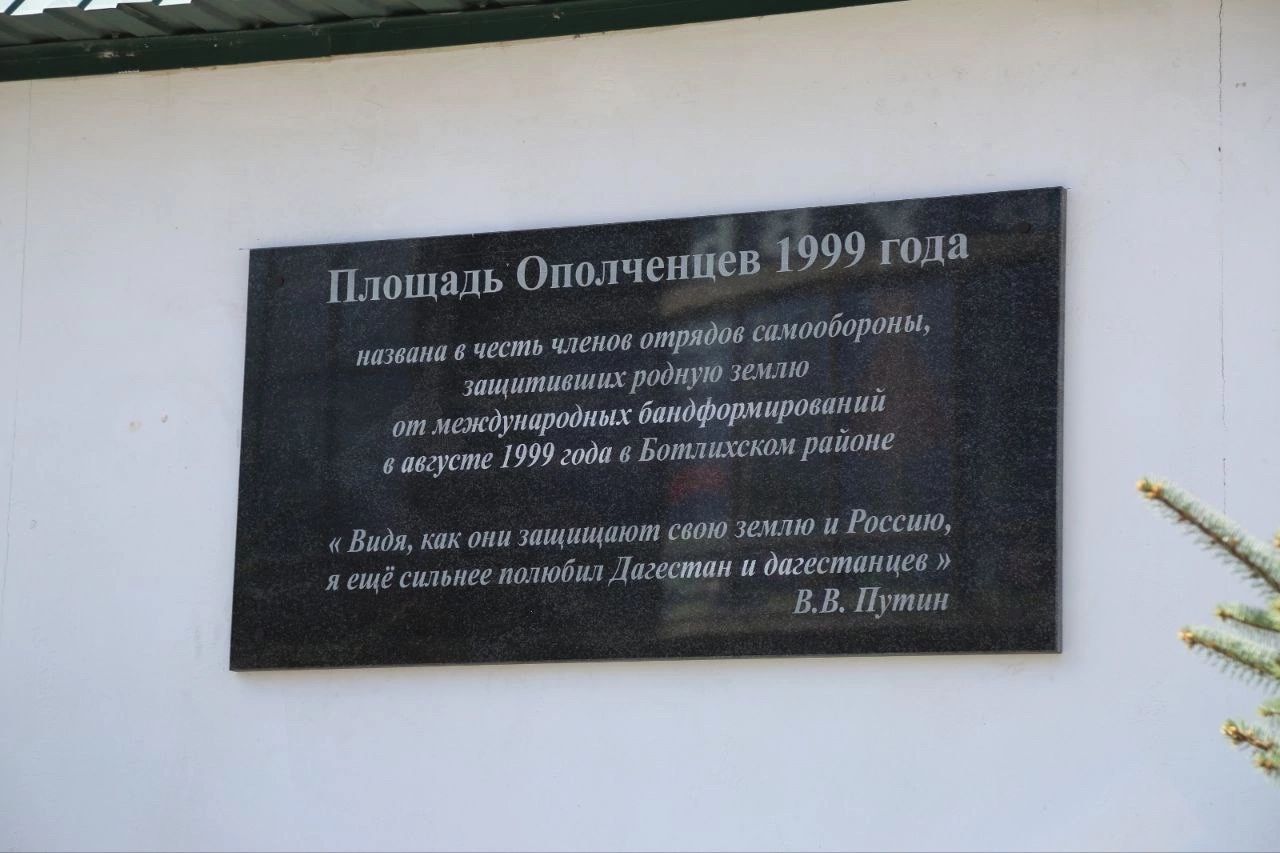 Площадь Ополченцев 1999 года
названа в честь членов отрядов самообороны,
защитивших родную землю
от международных бандформирований
в августе 1999 года в Ботлихском районе
« Видя, как они защищают свою землю и Россию,
я ещё сильнее полюбил Дагестан и дагестанцев »
В.В. Путин